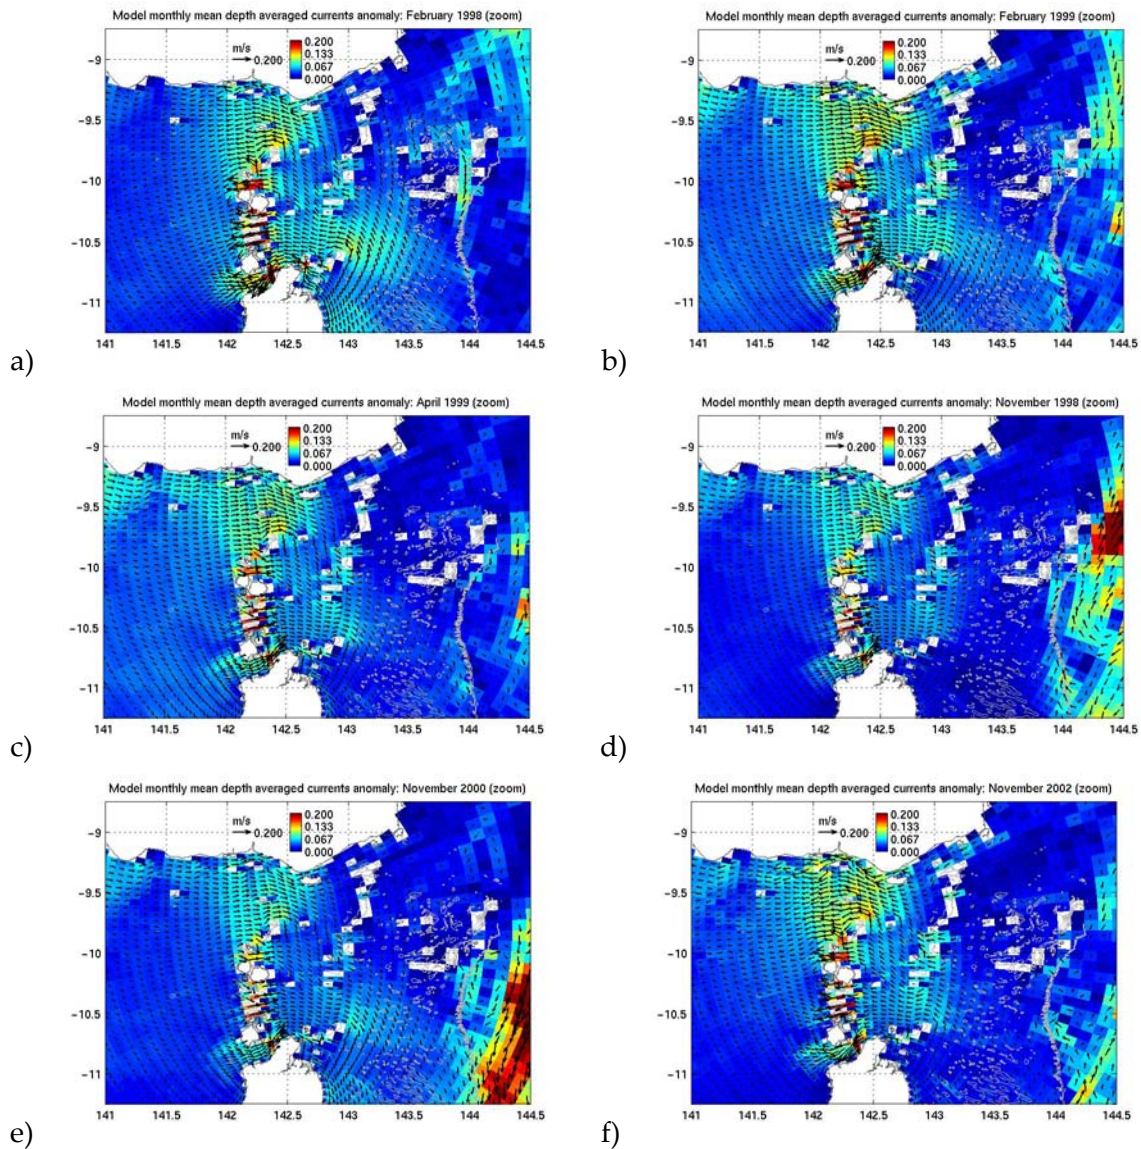 Model monthly mean depth averaged currents anomaly: February 1998 (zoom)
m/s
0.200
0.200
0.133
0.067
0.000
-9
-9.5
-10
-10.5
-11
141 141.5 142 142.5 143 143.5 144 144.5
a)
Model monthly mean depth averaged currents anomaly: February 1999 (zoom)
m/s
0.200
0.200
0.133
0.067
0.000
-9
-9.5
-10
-10.5
-11
141 141.5 142 142.5 143 143.5 144 144.5
b)
Model monthly mean depth averaged currents anomaly: April 1999 (zoom)
m/s
0.200
0.200
0.133
0.067
0.000
-9
-9.5
-10
-10.5
-11
141 141.5 142 142.5 143 143.5 144 144.5
c)
Model monthly mean depth averaged currents anomaly: November 1998 (zoom)
m/s
0.200
0.200
0.133
0.067
0.000
-9
-9.5
-10
-10.5
-11
141 141.5 142 142.5 143 143.5 144 144.5
d)
Model monthly mean depth averaged currents anomaly: November 2000 (zoom)
m/s
0.200
0.200
0.133
0.067
0.000
-9
-9.5
-10
-10.5
-11
141 141.5 142 142.5 143 143.5 144 144.5
e)
Model monthly mean depth averaged currents anomaly: November 2002 (zoom)
m/s
0.200
0.200
0.133
0.067
0.000
-9
-9.5
-10
-10.5
-11
141 141.5 142 142.5 143 143.5 144 144.5
f)